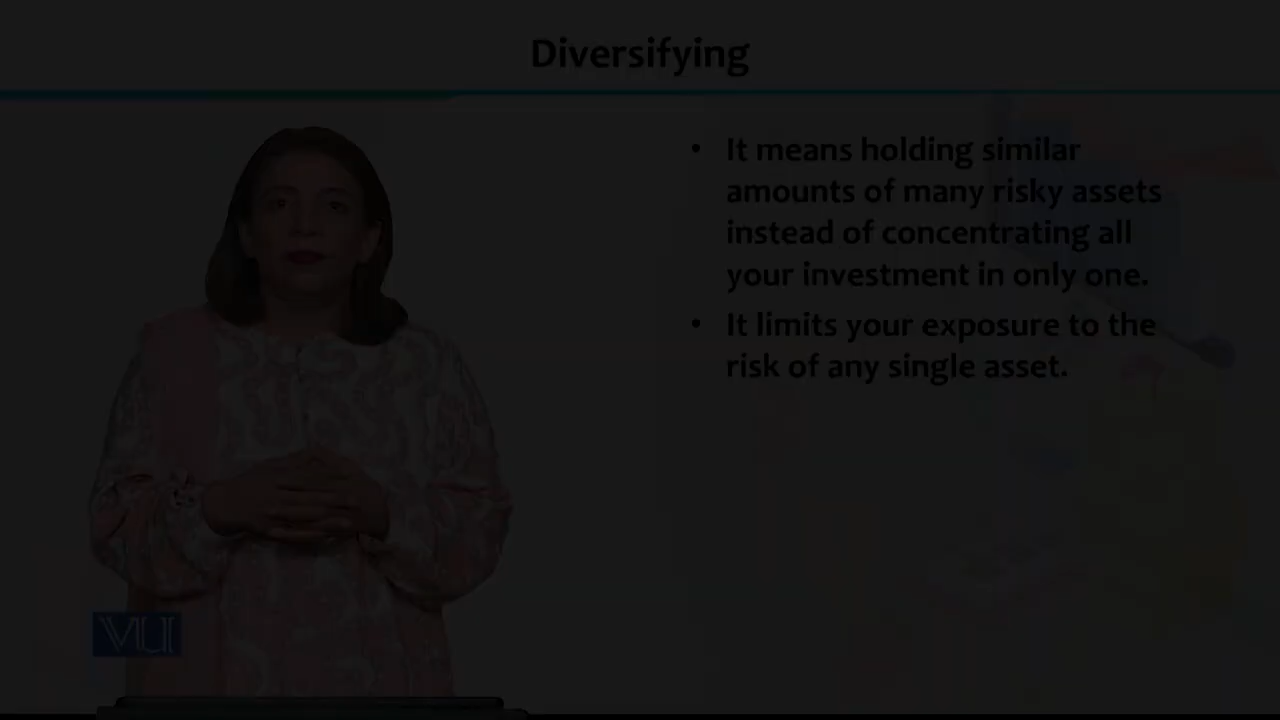 Diversifying
• It means holding similar
amounts of many risky assets
instead of concentrating all
your investment in only one.
• It limits your exposure to the
risk of any single asset.
VU